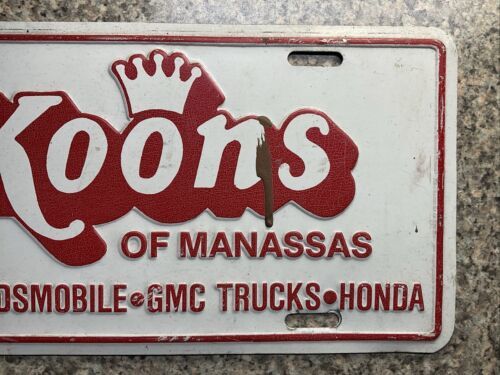 Koons
OF MANASSAS
DSMOBILE•GMC TRUCKS•HONDA